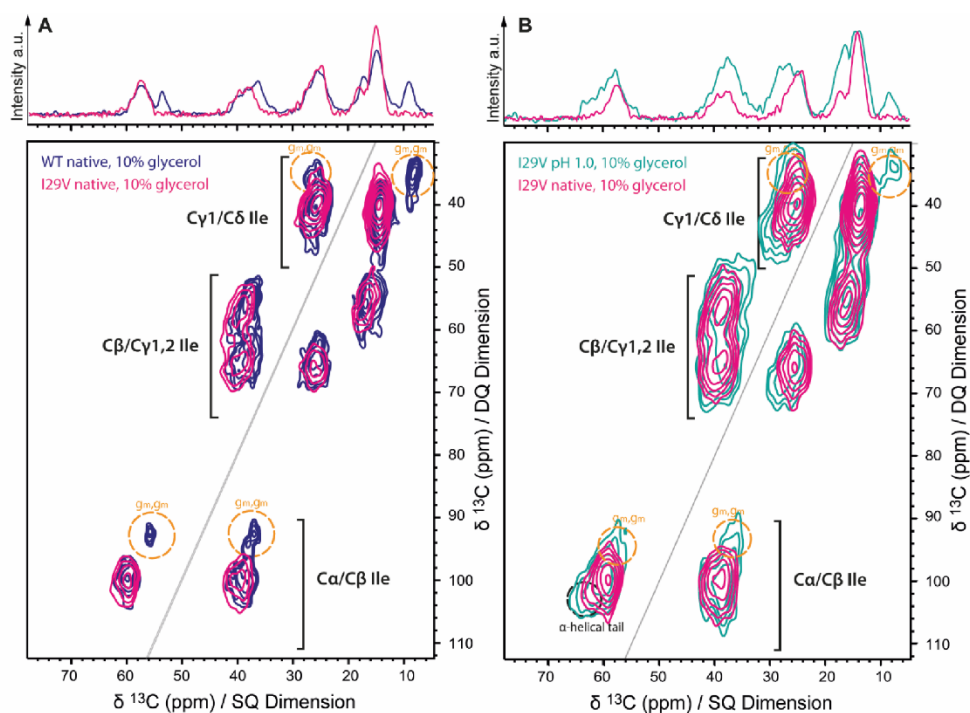 A
B
Intensity a.u.
Intensity a.u.
WT native, 10% glycerol
I29V native, 10% glycerol
gm,gm
gm,gm
Cγ1/Cδ Ile
Cβ/Cγ1,2 Ile
gm,gm
gm,gm
Cα/Cβ Ile
40
50
60
70
80
90
100
110
δ 13C (ppm) / DQ Dimension
70 60 50 40 30 20 10
δ 13C (ppm) / SQ Dimension
I29V pH 1.0, 10% glycerol
I29V native, 10% glycerol
gm,gm
gm,gm
Cγ1/Cδ Ile
Cβ/Cγ1,2 Ile
gm,gm
gm,gm
Cα/Cβ Ile
α-helical tail
40
50
60
70
80
90
100
110
δ 13C (ppm) / DQ Dimension
70 60 50 40 30 20 10
δ 13C (ppm) / SQ Dimension